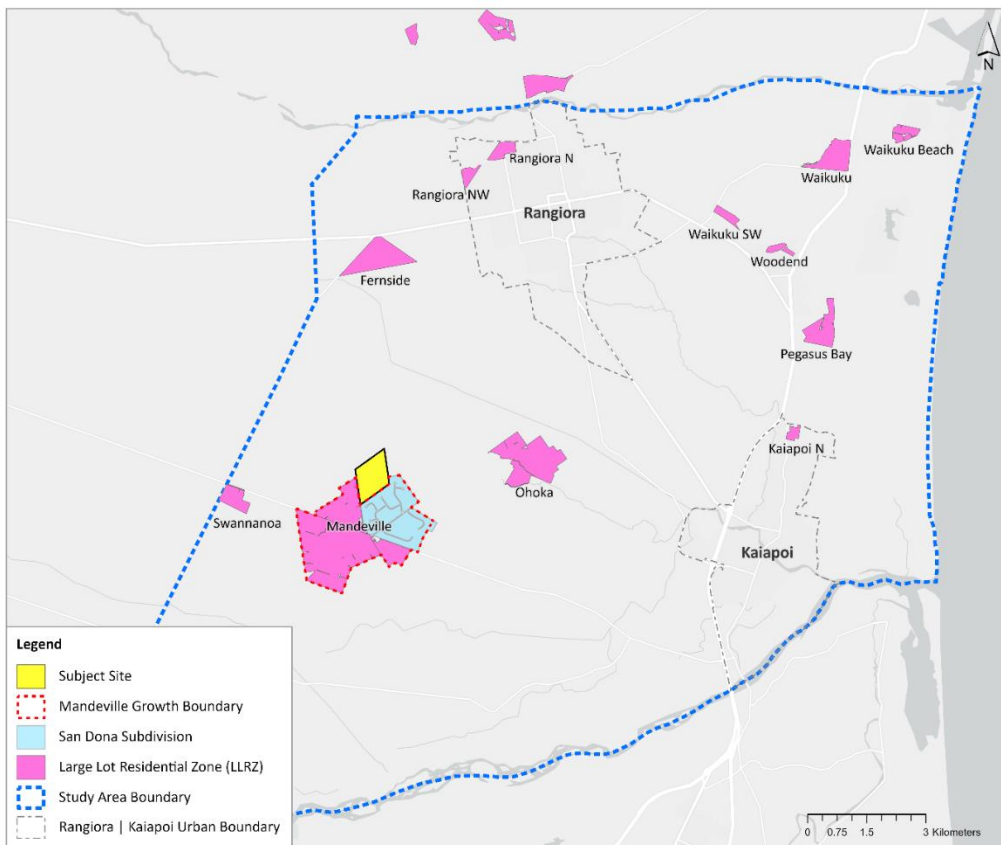 N
Waikuku Beach
Rangiora N
Waikuku
Rangiora NW
Rangiora
Waikuku SW
Woodend
Fernside
Pegasus Bay
Kaiapoi N
Ohoka
Swannanoa
Mandeville
Kaiapoi
Legend
Subject Site
Mandeville Growth Boundary
San Dona Subdivision
Large Lot Residential Zone (LLRZ)
Study Area Boundary
Rangiora | Kaiapoi Urban Boundary
0 0.75 1.5 3 Kilometers